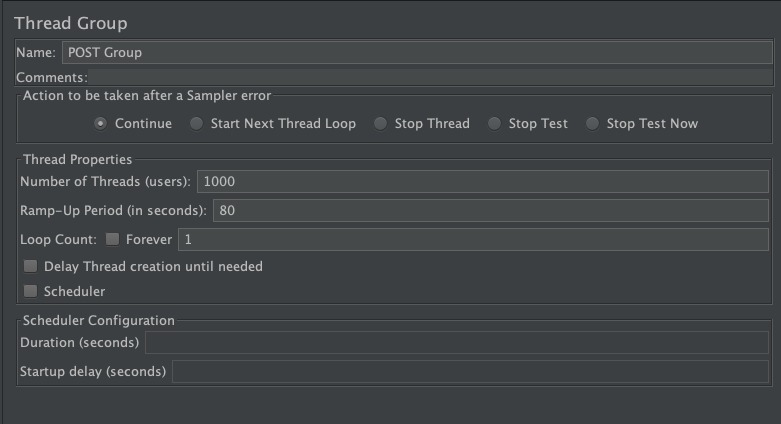 Thread Group
Name: POST Group
Comments:
Action to be taken after a Sampler error
Continue Start Next Thread Loop Stop Thread Stop Test Stop Test Now
Thread Properties
Number of Threads (users): 1000
Ramp-Up Period (in seconds): 80
Loop Count: Forever 1
Delay Thread creation until needed
Scheduler
Scheduler Configuration
Duration (seconds)
Startup delay (seconds)